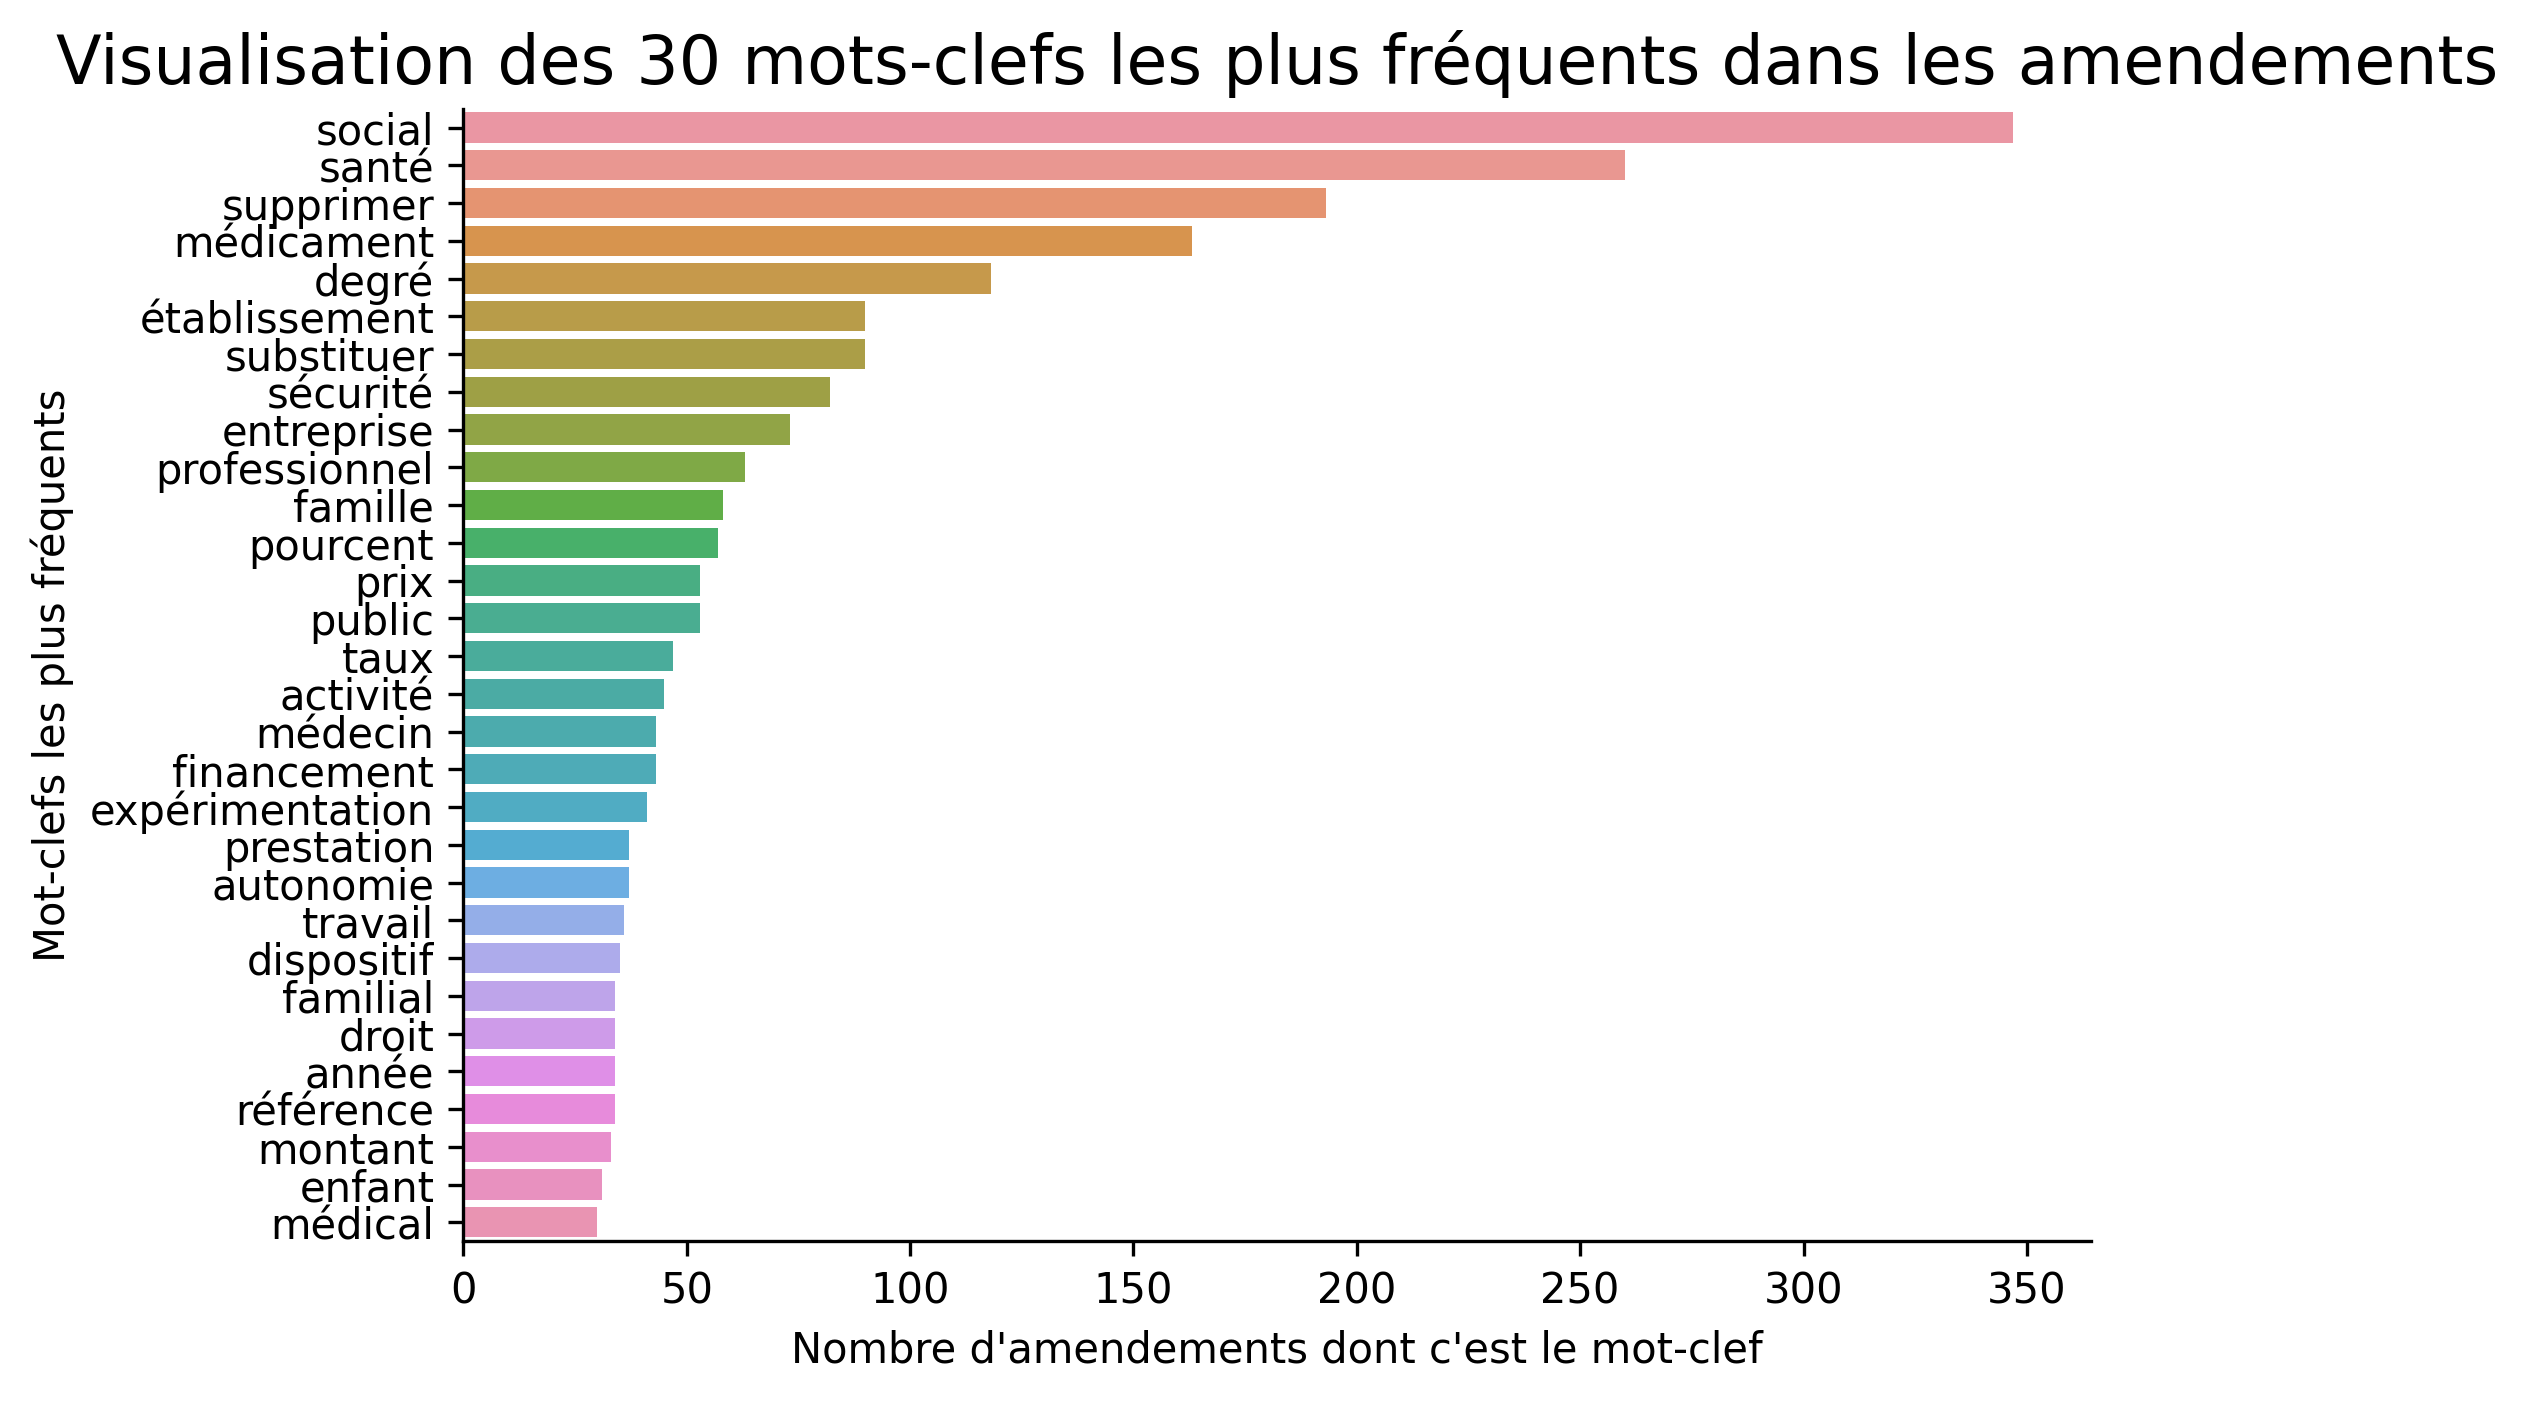 Visualisation des 30 mots-clefs les plus fréquents dans les amendements
Mot-clefs les plus fréquents
social
santé
supprimer
médicament
degré
établissement
substituer
sécurité
entreprise
professionnel
famille
pourcent
prix
public
taux
activité
médecin
financement
expérimentation
prestation
autonomie
travail
dispositif
familial
droit
année
référence
montant
enfant
médical
0 50 100 150 200 250 300 350
Nombre d'amendements dont c'est le mot-clef